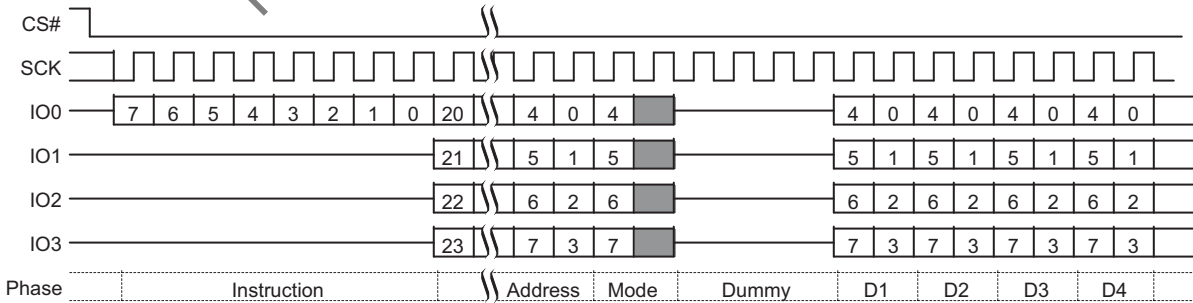 CS#
SCK
IO0 7 6 5 4 3 2 1 0 20 4 0 4 4 0 4 0 4 0 4 0
IO1 21 5 1 5 5 1 5 1 5 1 5 1
IO2 22 6 2 6 6 2 6 2 6 2 6 2
IO3 23 7 3 7 7 3 7 3 7 3 7 3
Phase Instruction Address Mode Dummy D1 D2 D3 D4